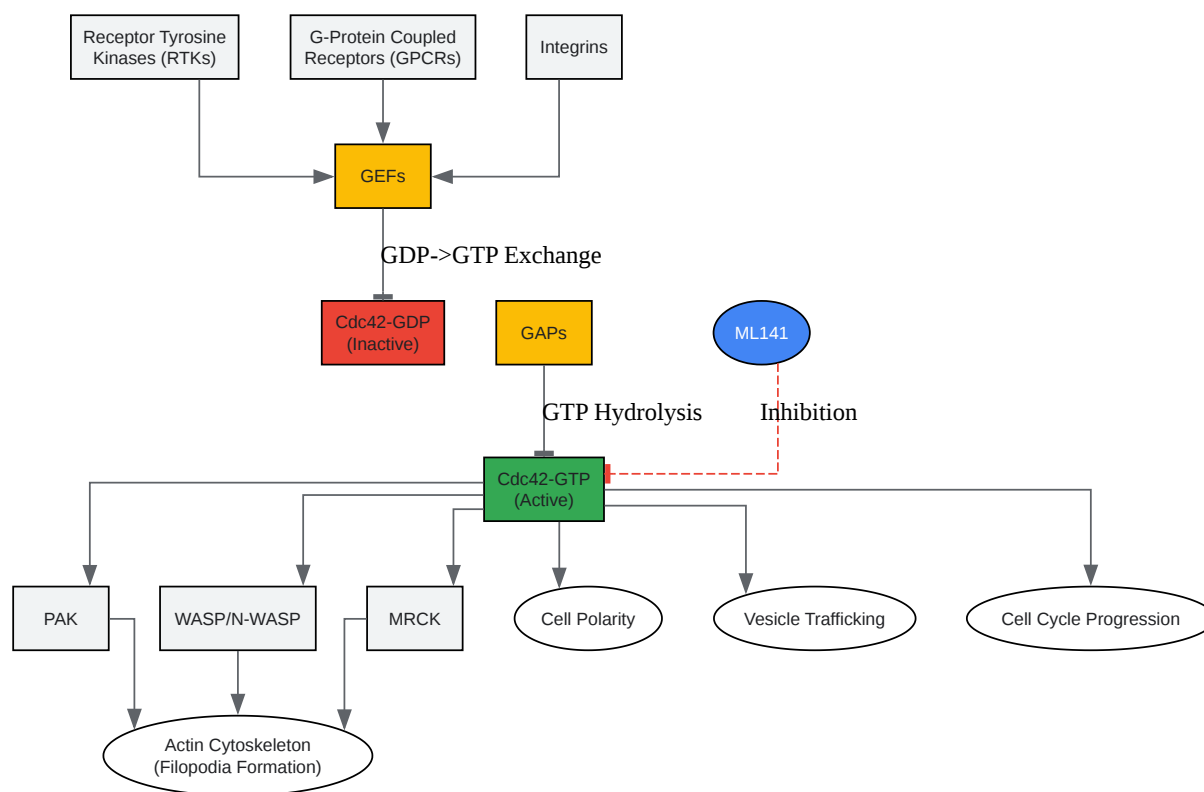 Receptor Tyrosine
Kinases (RTKs)
G-Protein Coupled
Receptors (GPCRs)
Integrins
GEFs
GDP->GTP Exchange
Cdc42-GDP
(Inactive)
GAPs
ML141
GTP Hydrolysis
Inhibition
Cdc42-GTP
(Active)
PAK
WASP/N-WASP
MRCK
Cell Polarity
Vesicle Trafficking
Cell Cycle Progression
Actin Cytoskeleton
(Filopodia Formation)